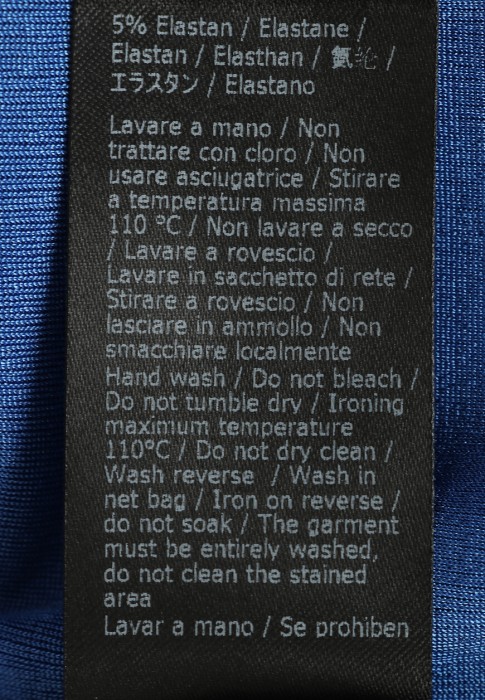 5% Elastan / Elastane /
Elastan / Elasthan / 氨纶 /
エラスタン / Elastano
Lavare a mano / Non
trattare con cloro / Non
usare asciugatrice / Stirare
a temperatura massima
110 °C / Non lavare a secco
/ Lavare a rovescio /
Lavare in sacchetto di rete /
Stirare a rovescio / Non
lasciare in ammollo / Non
smacchiare localmente
Hand wash / Do not bleach /
Do not tumble dry / Ironing
maximum temperature
110°C / Do not dry clean /
Wash reverse / Wash in
net bag / Iron on reverse /
do not soak / The garment
must be entirely washed,
do not clean the stained
area
Lavar a mano / Se prohiben